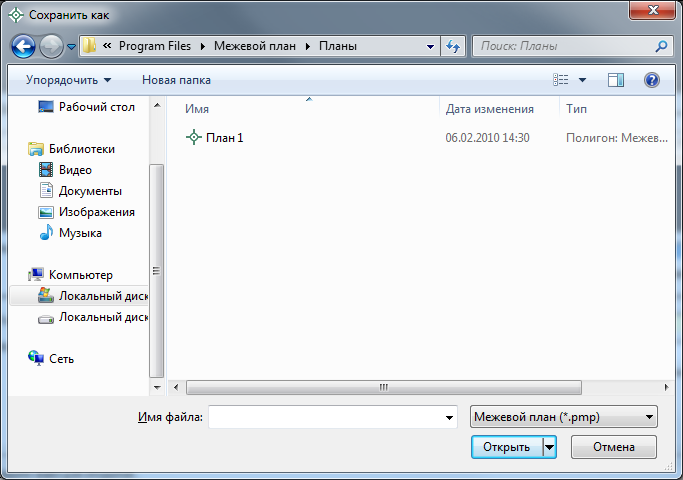 Сохранить как
« Program Files Межевой план Планы
Поиск: Планы
Упорядочить Новая папка
Рабочий стол
Библиотеки
Видео
Документы
Изображения
Музыка
Компьютер
Локальный диск
Локальный диск
Сеть
Имя Дата изменения Тип
План 1 06.02.2010 14:30 Полигон: Межев...
Имя файла:
Межевой план (*.pmp)
Открыть Отмена